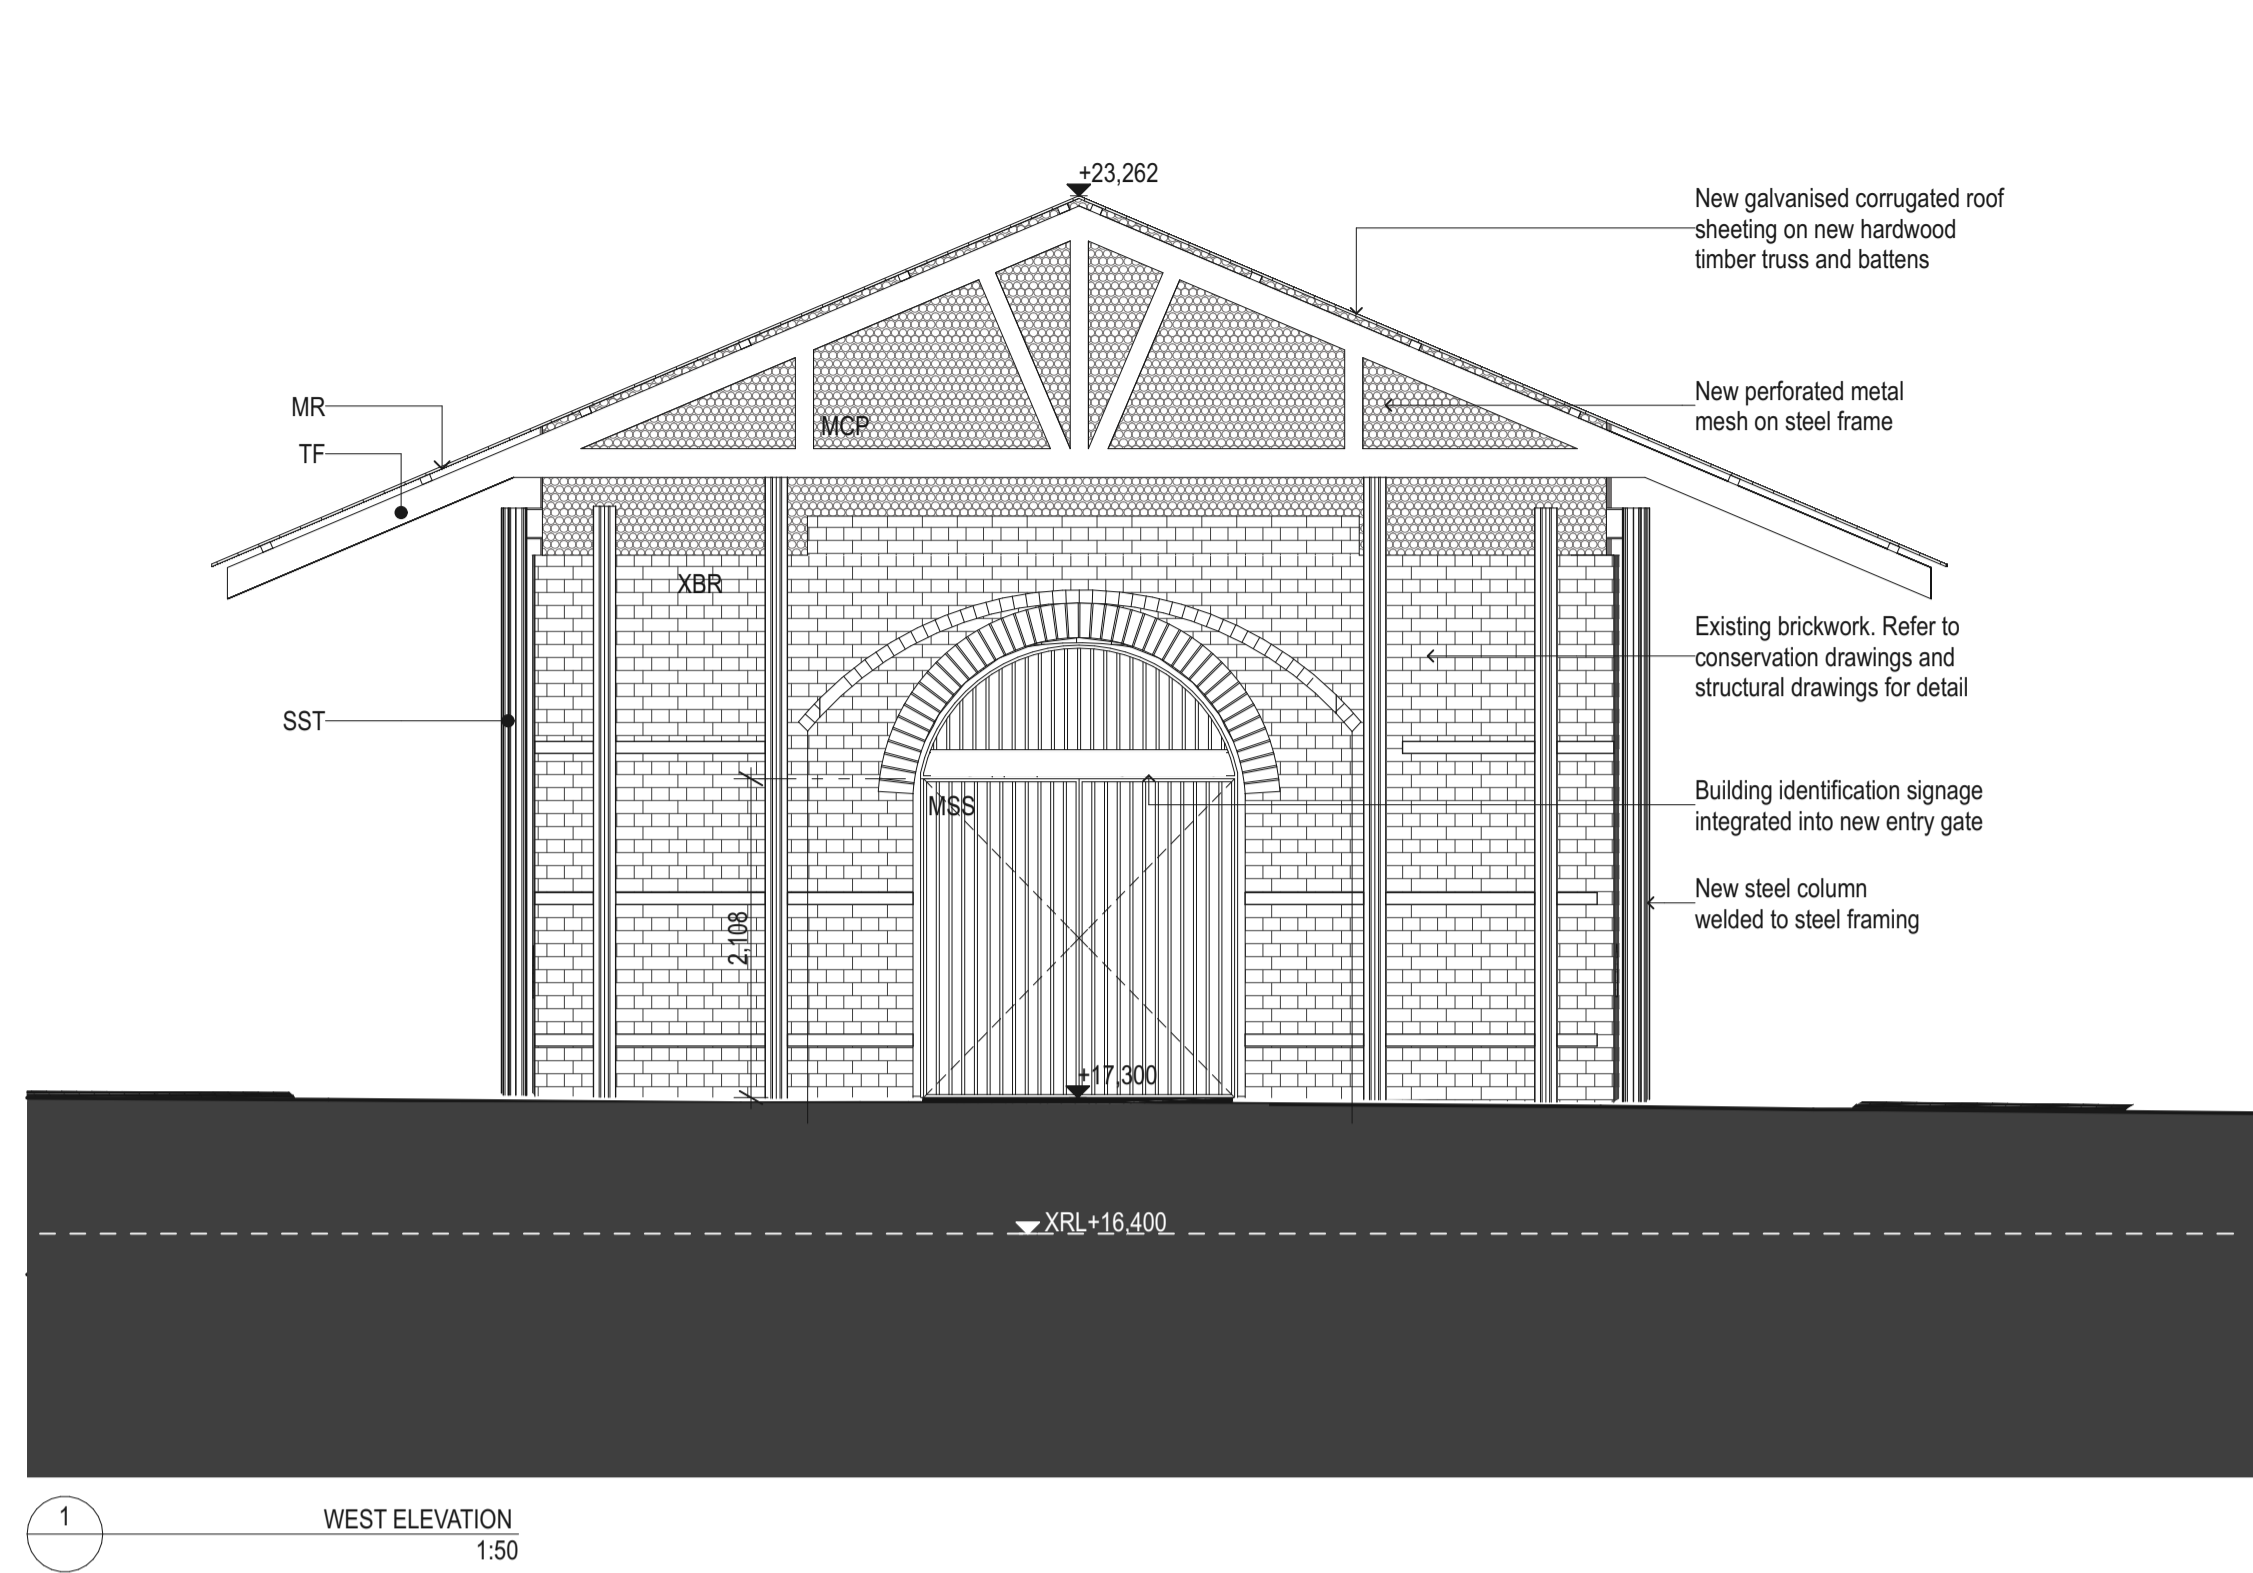 +23,262
New galvanised corrugated roof
sheeting on new hardwood
timber truss and battens
New perforated metal
mesh on steel frame
MR
MCP
TF
XBR
Existing brickwork. Refer to
conservation drawings and
structural drawings for detail
SST
Building identification signage
integrated into new entry gate
MSS
New steel column
welded to steel framing
2,108
+17,300
XRL+16,400
1
WEST ELEVATION
1:50